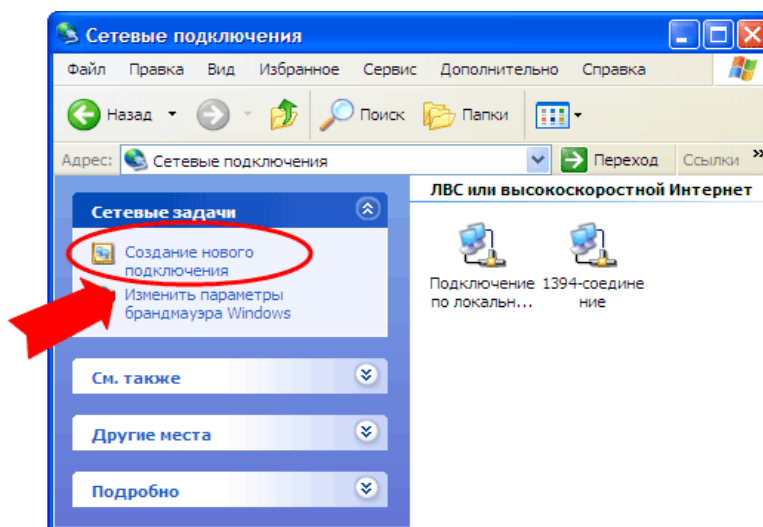 Сетевые подключения
Файл Правка Вид Избранное Сервис Дополнительно Справка
Назад Поиск Папки
Адрес: Сетевые подключения Переход Ссылки »
ЛВС или высокоскоростной Интернет
Сетевые задачи
Создание нового
подключения
Изменить параметры
брандмауэра Windows
Подключение
по локальн...
1394-соедине
ние
См. также
Другие места
Подробно